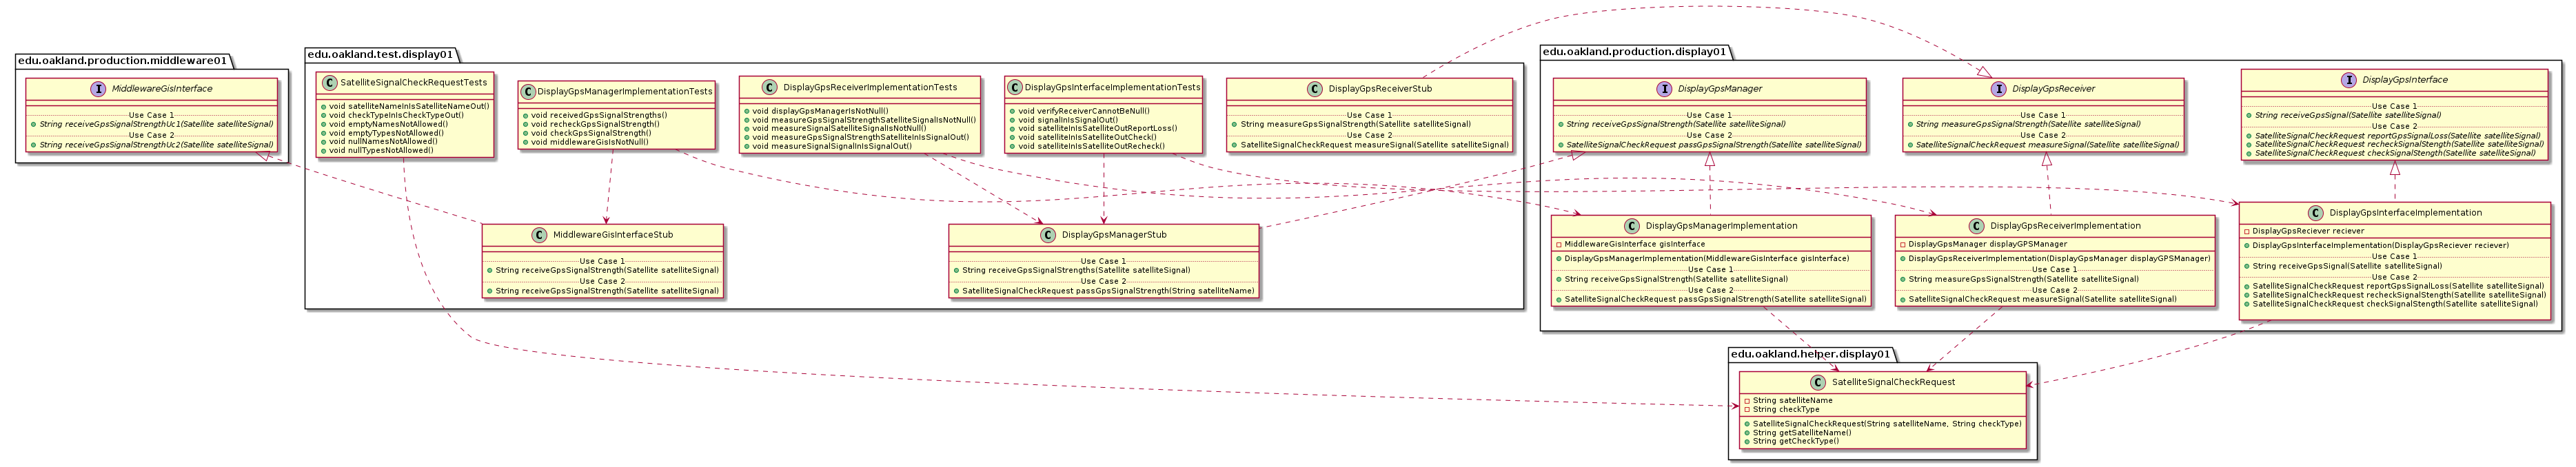 edu.oakland.production.middleware01
I MiddlewareGisInterface
Use Case 1
String receiveGpsSignalStrengthUc1(Satellite satelliteSignal)
Use Case 2
String receiveGpsSignalStrengthUc2(Satellite satelliteSignal)
edu.oakland.test.display01
C SatelliteSignalCheckRequestTests
void satelliteNameInIsSatelliteNameOut()
void checkTypeInIsCheckTypeOut()
void emptyNamesNotAllowed()
void emptyTypesNotAllowed()
void nullNamesNotAllowed()
void nullTypesNotAllowed()
C DisplayGpsManagerImplementationTests
void receivedGpsSignalStrengths()
void recheckGpsSignalStrength()
void checkGpsSignalStrength()
void middlewareGisIsNotNull()
C DisplayGpsReceiverImplementationTests
void displayGpsManagerIsNotNull()
void measureGpsSignalStrengthSatelliteSignalIsNotNull()
void measureSignalSatelliteSignalIsNotNull()
void measureGpsSignalStrengthSatelliteInIsSignalOut()
void measureSignalSignalInIsSignalOut()
C DisplayGpsInterfaceImplementationTests
void verifyReceiverCannotBeNull()
void signalInIsSignalOut()
void satelliteInIsSatelliteOutReportLoss()
void satelliteInIsSatelliteOutCheck()
void satelliteInIsSatelliteOutRecheck()
C DisplayGpsReceiverStub
Use Case 1
String measureGpsSignalStrength(Satellite satelliteSignal)
Use Case 2
SatelliteSignalCheckRequest measureSignal(Satellite satelliteSignal)
C MiddlewareGisInterfaceStub
Use Case 1
String receiveGpsSignalStrength(Satellite satelliteSignal)
Use Case 2
String receiveGpsSignalStrength(Satellite satelliteSignal)
C DisplayGpsManagerStub
Use Case 1
String receiveGpsSignalStrengths(Satellite satelliteSignal)
Use Case 2
SatelliteSignalCheckRequest passGpsSignalStrength(String satelliteName)
edu.oakland.production.display01
I DisplayGpsManager
Use Case 1
String receiveGpsSignalStrength(Satellite satelliteSignal)
Use Case 2
SatelliteSignalCheckRequest passGpsSignalStrength(Satellite satelliteSignal)
I DisplayGpsReceiver
Use Case 1
String measureGpsSignalStrength(Satellite satelliteSignal)
Use Case 2
SatelliteSignalCheckRequest measureSignal(Satellite satelliteSignal)
I DisplayGpsInterface
Use Case 1
String receiveGpsSignal(Satellite satelliteSignal)
Use Case 2
SatelliteSignalCheckRequest reportGpsSignalLoss(Satellite satelliteSignal)
SatelliteSignalCheckRequest recheckSignalStength(Satellite satelliteSignal)
SatelliteSignalCheckRequest checkSignalStength(Satellite satelliteSignal)
C DisplayGpsManagerImplementation
MiddlewareGisInterface gisInterface
DisplayGpsManagerImplementation(MiddlewareGisInterface gisInterface)
Use Case 1
String receiveGpsSignalStrength(Satellite satelliteSignal)
Use Case 2
SatelliteSignalCheckRequest passGpsSignalStrength(Satellite satelliteSignal)
C DisplayGpsReceiverImplementation
DisplayGpsManager displayGPSManager
DisplayGpsReceiverImplementation(DisplayGpsManager displayGPSManager)
Use Case 1
String measureGpsSignalStrength(Satellite satelliteSignal)
Use Case 2
SatelliteSignalCheckRequest measureSignal(Satellite satelliteSignal)
C DisplayGpsInterfaceImplementation
DisplayGpsReciever reciever
DisplayGpsInterfaceImplementation(DisplayGpsReciever reciever)
Use Case 1
String receiveGpsSignal(Satellite satelliteSignal)
Use Case 2
SatelliteSignalCheckRequest reportGpsSignalLoss(Satellite satelliteSignal)
SatelliteSignalCheckRequest recheckSignalStength(Satellite satelliteSignal)
SatelliteSignalCheckRequest checkSignalStength(Satellite satelliteSignal)
edu.oakland.helper.display01
C SatelliteSignalCheckRequest
String satelliteName
String checkType
SatelliteSignalCheckRequest(String satelliteName, String checkType)
String getSatelliteName()
String getCheckType()